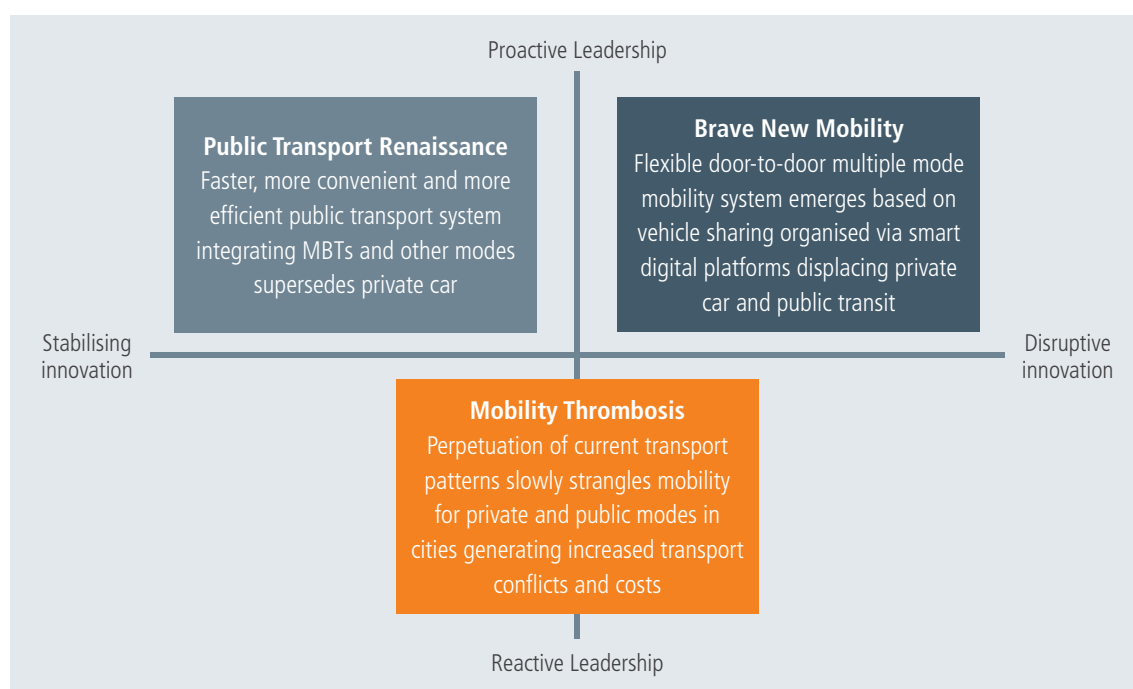 Proactive Leadership
Public Transport Renaissance
Faster, more convenient and more
efficient public transport system
integrating MBTs and other modes
supersedes private car
Brave New Mobility
Flexible door-to-door multiple mode
mobility system emerges based on
vehicle sharing organised via smart
digital platforms displacing private
car and public transit
Stabilising
innovation
Disruptive
innovation
Mobility Thrombosis
Perpetuation of current transport
patterns slowly strangles mobility
for private and public modes in
cities generating increased transport
conflicts and costs
Reactive Leadership